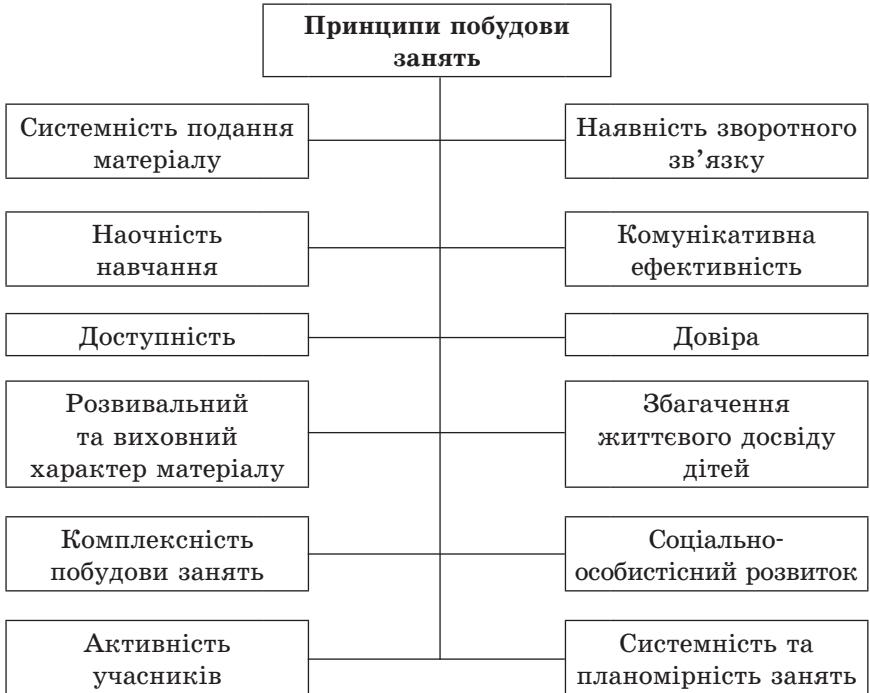 Принципи побудови
занять
Системність подання
матеріалу
Наявність зворотного
зв’язку
Наочність
навчання
Комунікативна
ефективність
Доступність
Довіра
Розвивальний
та виховний
характер матеріалу
Збагачення
життєвого досвіду
дітей
Комплексність
побудови занять
Соціально-
особистісний розвиток
Активність
учасників
Системність та
планомірність занять